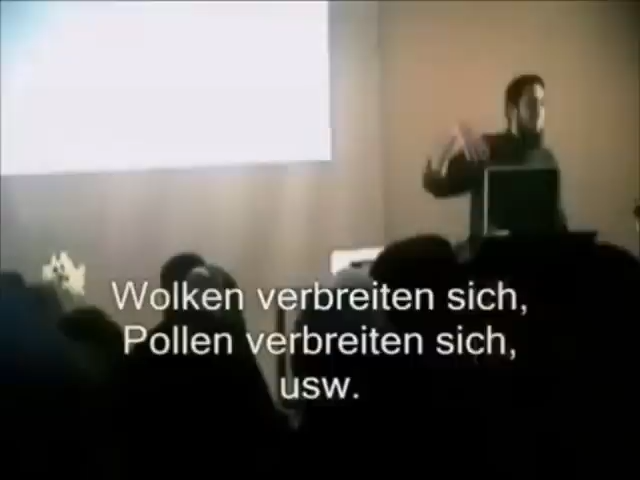 Wolken verbreiten sich,
Pollen verbreiten sich,
usw.